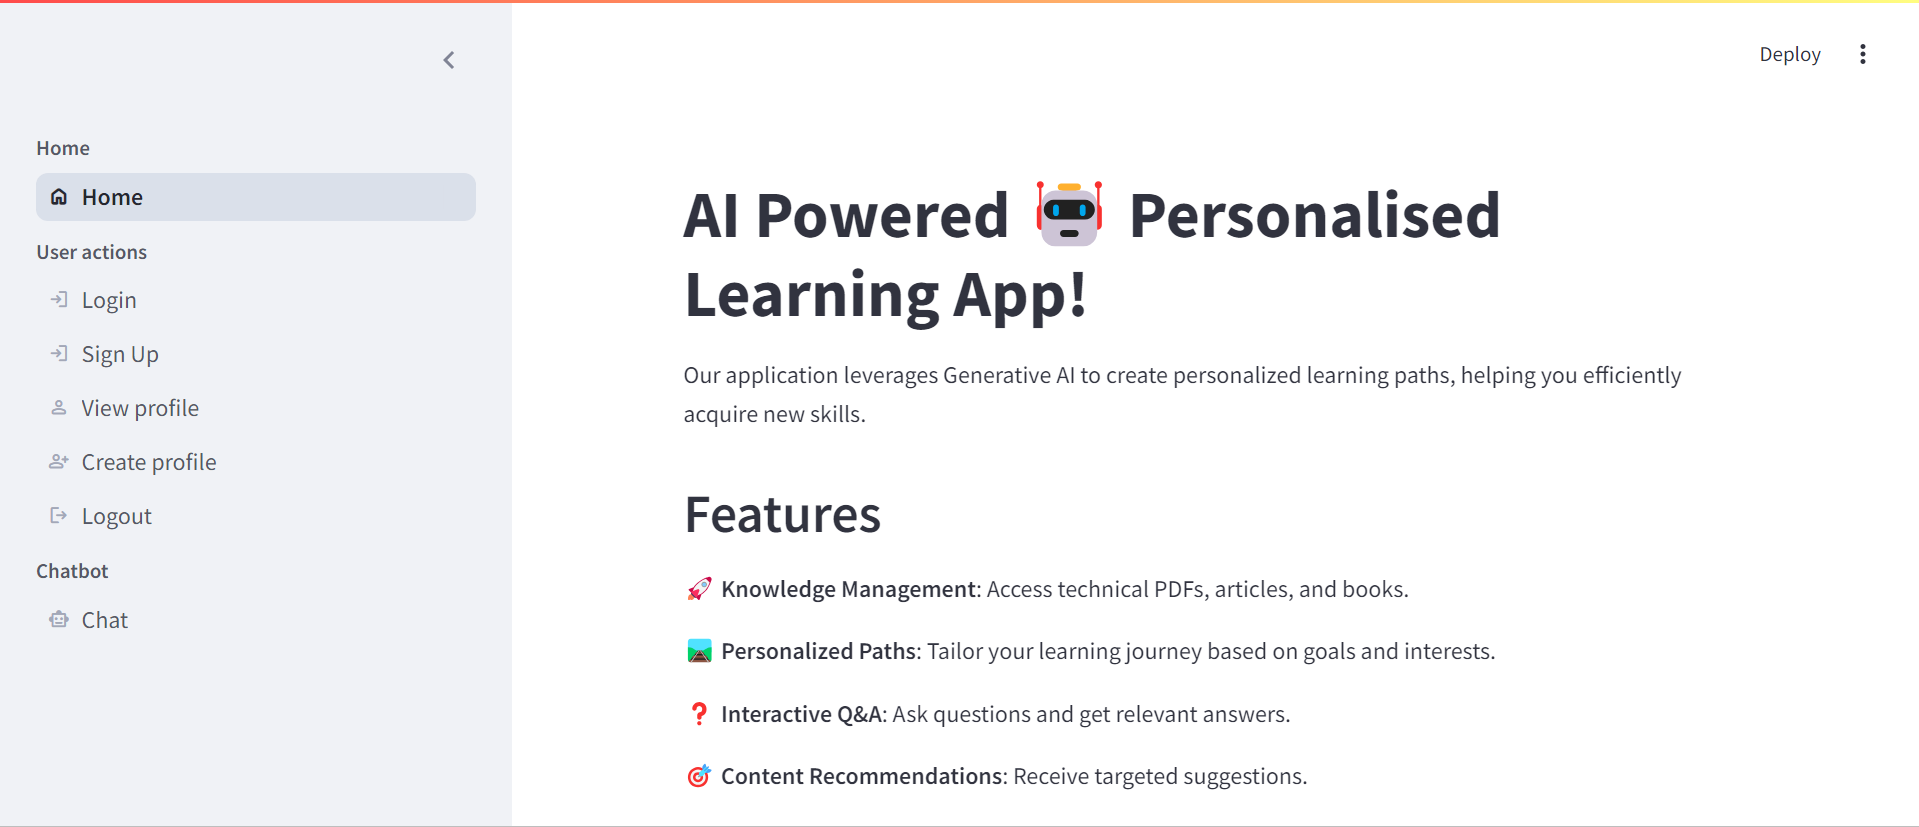 Deploy
Home
Home
User actions
Login
Sign Up
View profile
Create profile
Logout
Chatbot
Chat
AI Powered 🤖 Personalised
Learning App!
Our application leverages Generative AI to create personalized learning paths, helping you efficiently
acquire new skills.
Features
🚀 Knowledge Management: Access technical PDFs, articles, and books.
🛤️ Personalized Paths: Tailor your learning journey based on goals and interests.
❓ Interactive Q&A: Ask questions and get relevant answers.
🎯 Content Recommendations: Receive targeted suggestions.